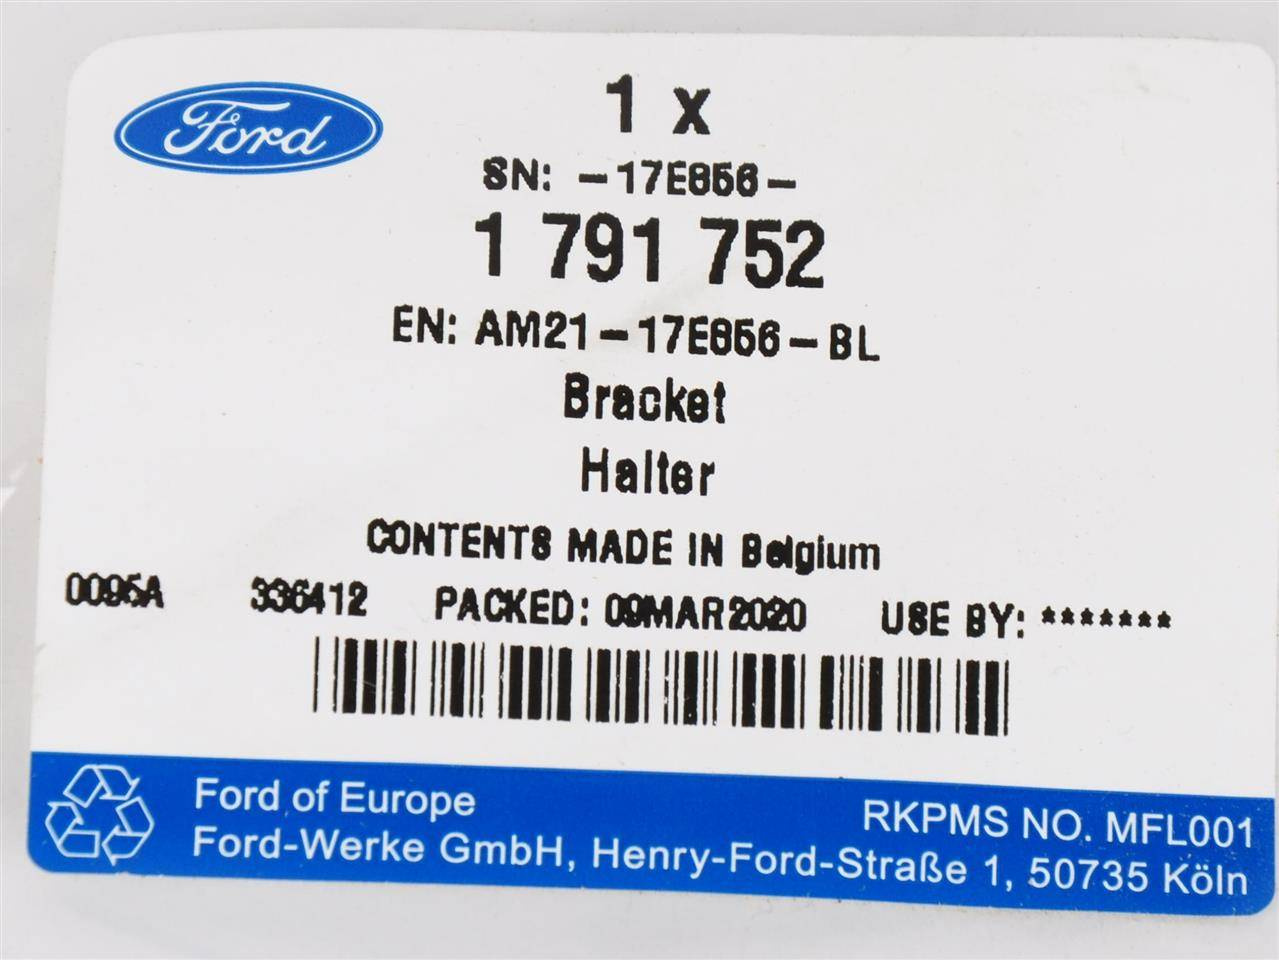 Ford
1 x
SN: -17E856-
1 791 752
EN: AM21-17E856-BL
Bracket
Halter
CONTENTS MADE IN Belgium
0095A 336412 PACKED: 09MAR2020 USE BY: *******
Ford of Europe
RKPMS NO. MFL001
Ford-Werke GmbH, Henry-Ford-Straße 1, 50735 Köln